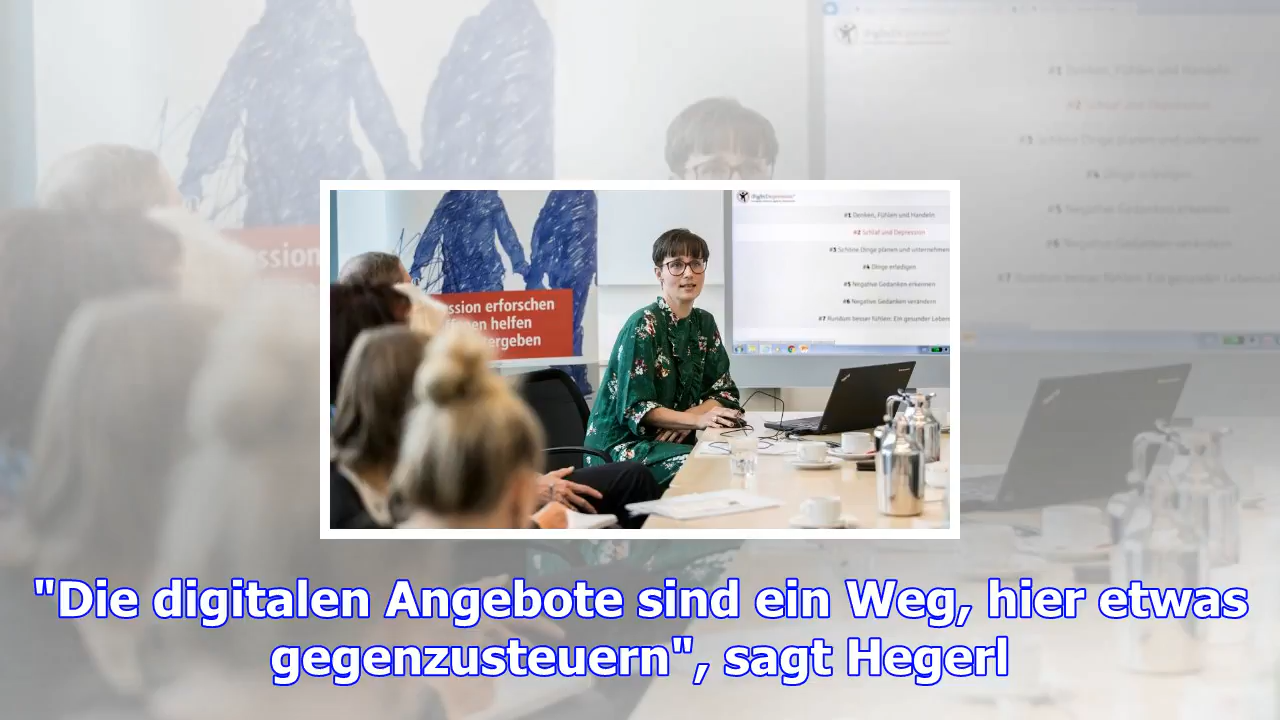 iFightDepression
#1 Denken, Fühlen und Handeln
#2 Schlaf und Depression
#3 Schöne Dinge planen und unternehmen
#4 Dinge erledigen
#5 Negative Gedanken erkennen
#6 Negative Gedanken verändern
#7 Rundum besser fühlen: Ein gesunder Lebens
ssion erforschen
helfen
ergeben
"Die digitalen Angebote sind ein Weg, hier etwas
gegenzusteuern", sagt Hegerl